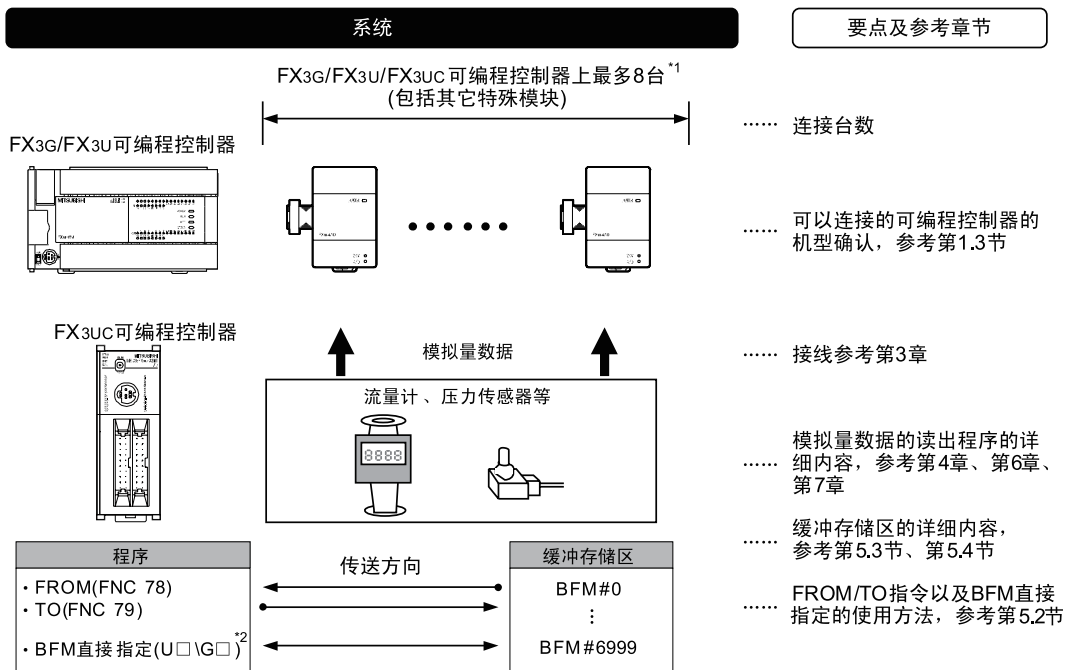 系统
要点及参考章节
FX3G/FX3U/FX3UC可编程控制器上最多8台*1
(包括其它特殊模块)
…… 连接台数
FX3G/FX3U可编程控制器
MITSUBISHI
…… 可以连接的可编程控制器的
机型确认，参考第1.3节
FX3UC可编程控制器
模拟量数据
…… 接线参考第3章
流量计、压力传感器等
8888
模拟量数据的读出程序的详
…… 细内容，参考第4章、第6章、
第7章
缓冲存储区的详细内容，
…… 参考第5.3节、第5.4节
程序
传送方向
缓冲存储区
・FROM(FNC 78)
BFM#0
・TO(FNC 79)
⋮
FROM/TO指令以及BFM直接
…… 指定的使用方法，参考第5.2节
・BFM直接 指定(U□\G□)*2
BFM#6999